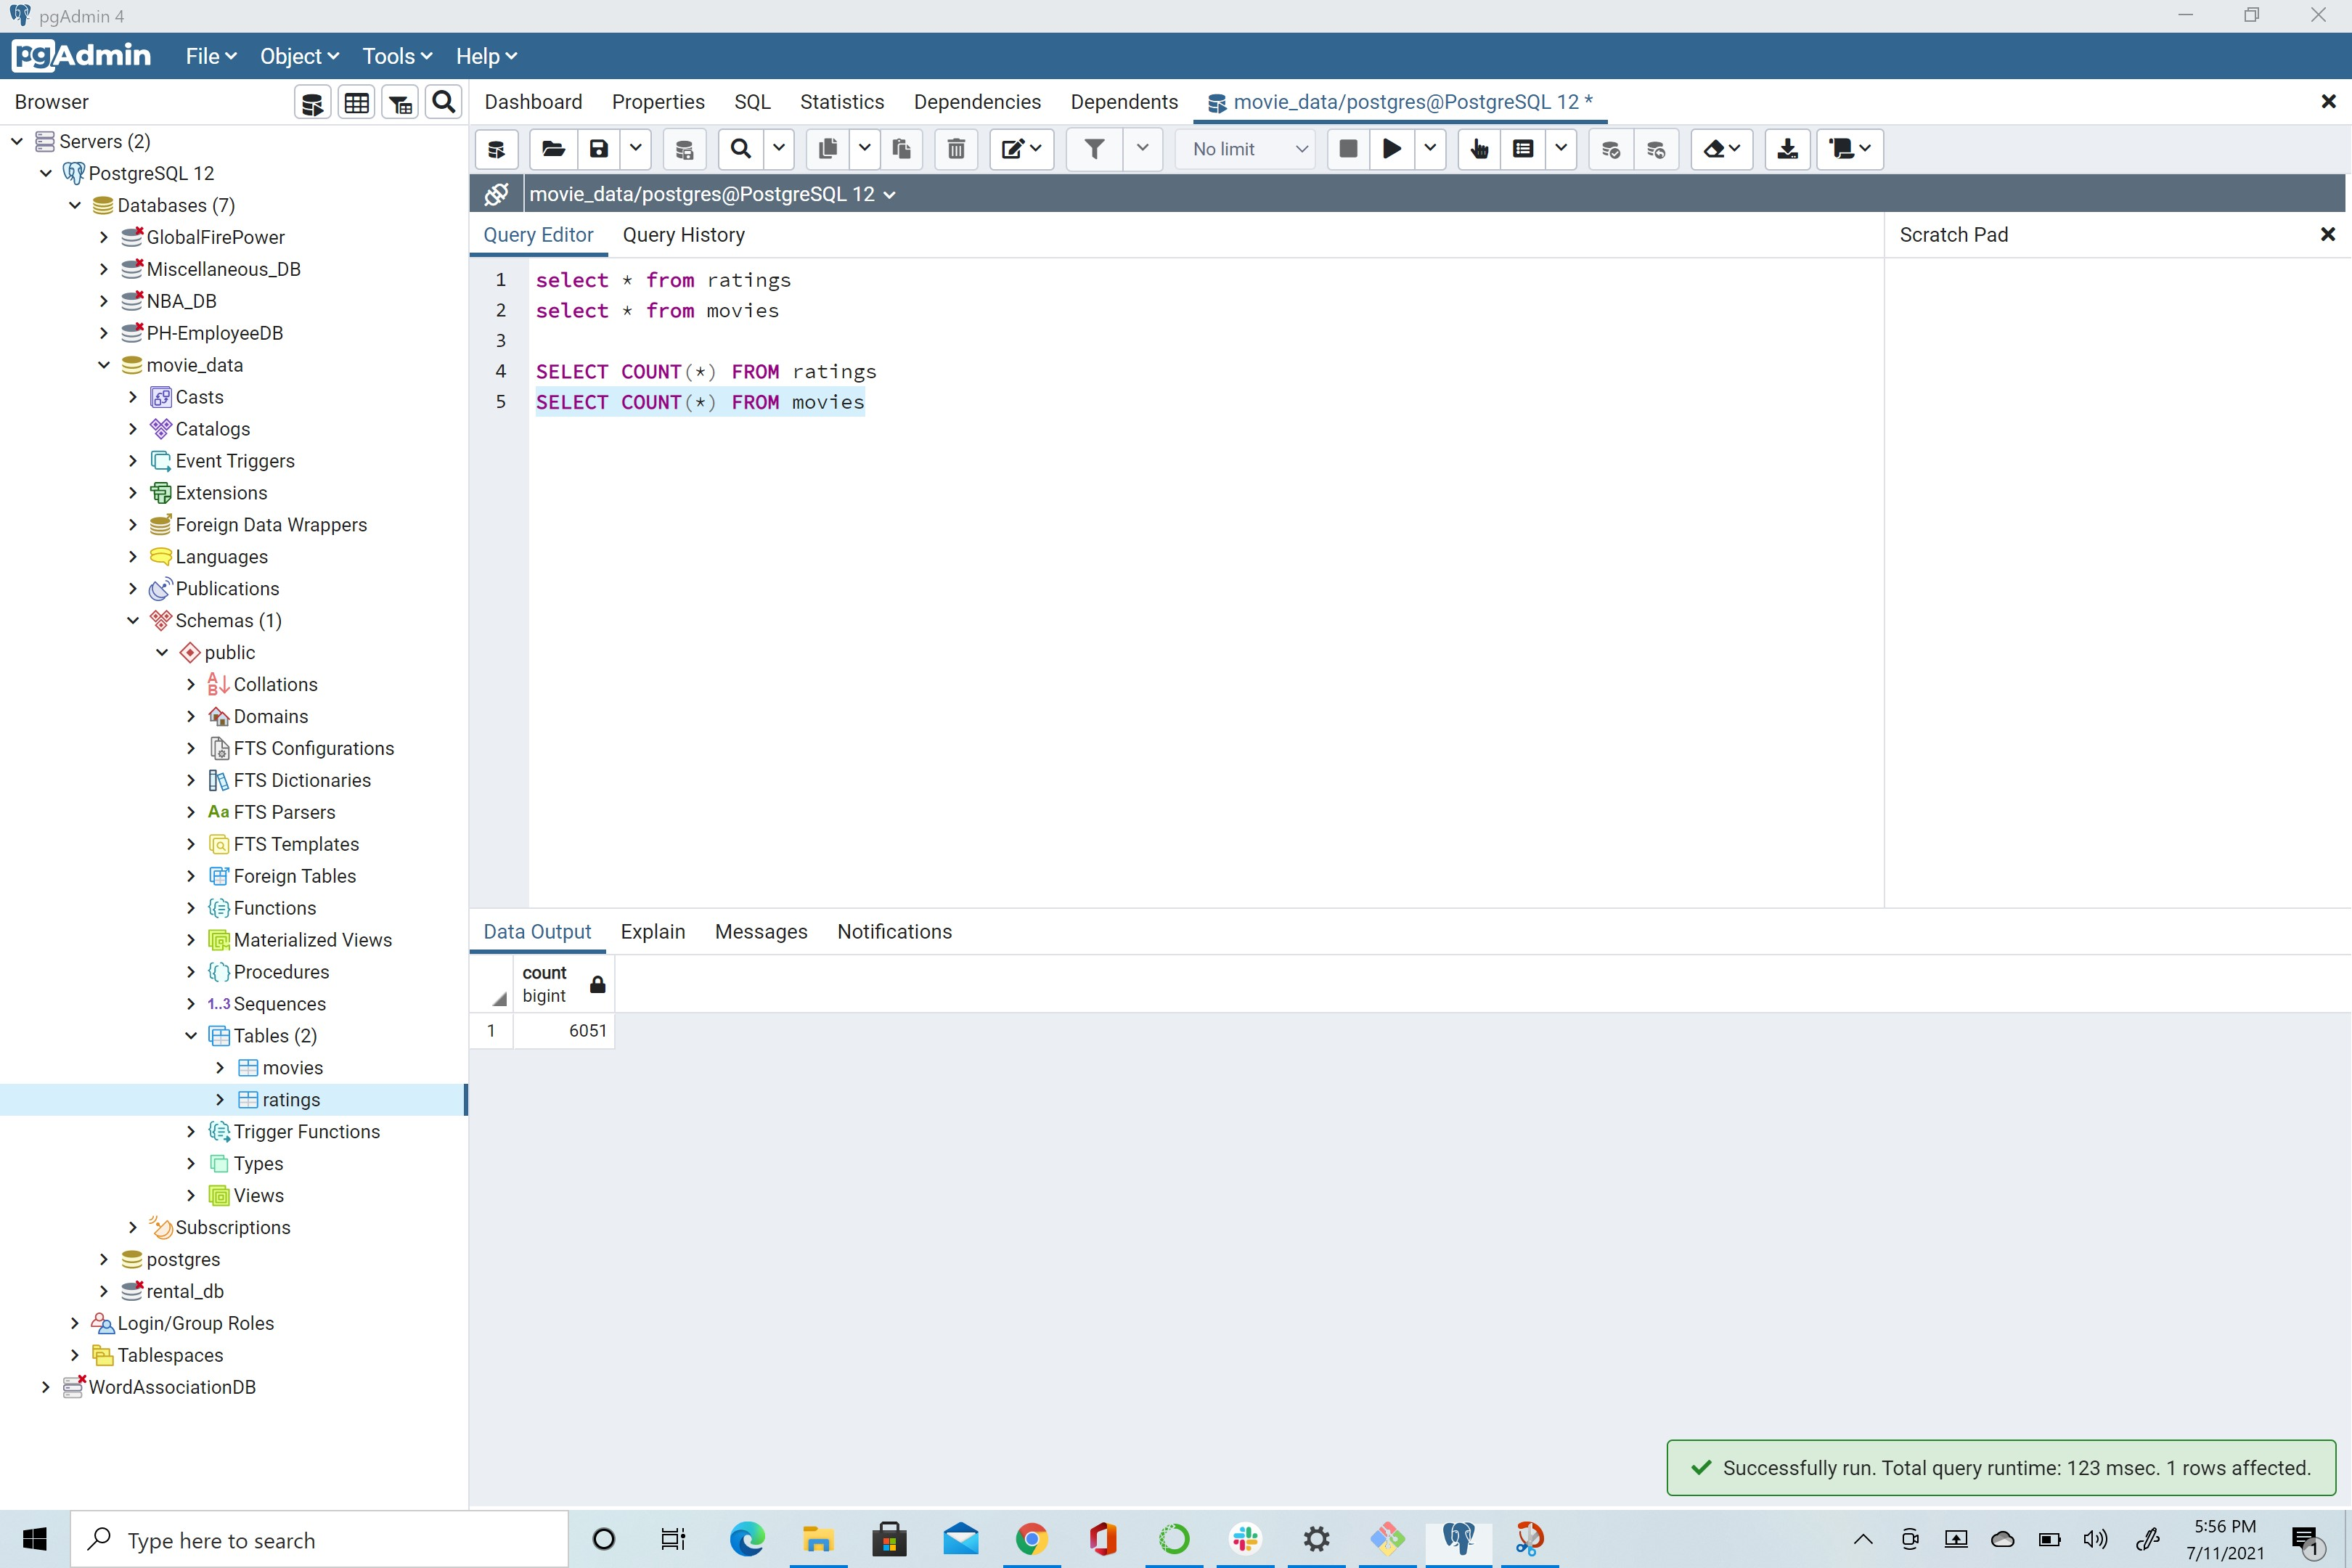 pgAdmin 4
pgAdmin File Object Tools Help
Browser
Dashboard Properties SQL Statistics Dependencies Dependents movie_data/postgres@PostgreSQL 12 *
No limit
movie_data/postgres@PostgreSQL 12
Query Editor Query History
Scratch Pad
1 select * from ratings
2 select * from movies
3
4 SELECT COUNT(*) FROM ratings
5 SELECT COUNT(*) FROM movies
Servers (2)
PostgreSQL 12
Databases (7)
GlobalFirePower
Miscellaneous_DB
NBA_DB
PH-EmployeeDB
movie_data
Casts
Catalogs
Event Triggers
Extensions
Foreign Data Wrappers
Languages
Publications
Schemas (1)
public
Collations
Domains
FTS Configurations
FTS Dictionaries
Aa FTS Parsers
FTS Templates
Foreign Tables
Functions
Materialized Views
Procedures
1..3 Sequences
Tables (2)
movies
ratings
Trigger Functions
Types
Views
Subscriptions
postgres
rental_db
Login/Group Roles
Tablespaces
WordAssociationDB
Data Output Explain Messages Notifications
count
bigint
1 6051
Successfully run. Total query runtime: 123 msec. 1 rows affected.
Type here to search
5:56 PM
7/11/2021
1